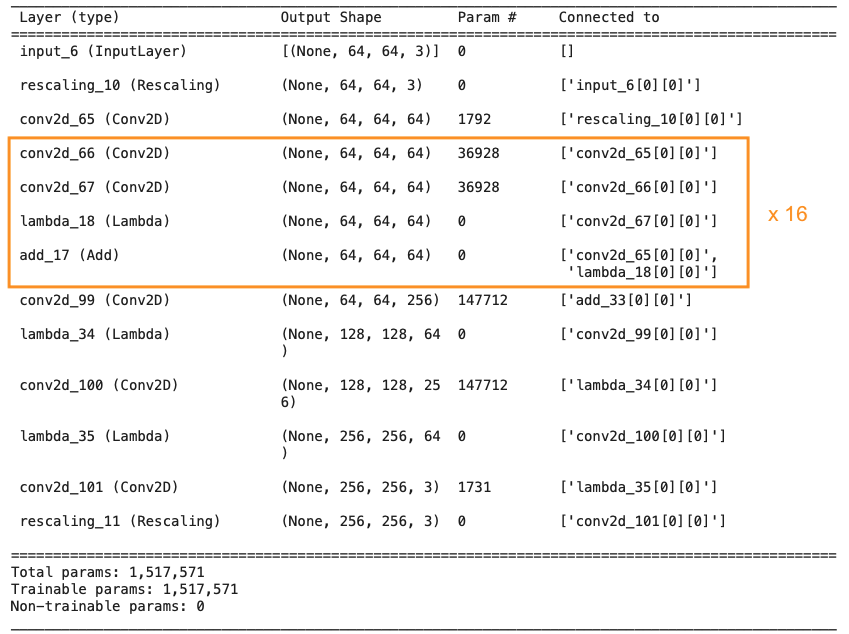 Layer (type) Output Shape Param # Connected to
input_6 (InputLayer) [(None, 64, 64, 3)] 0 []
rescaling_10 (Rescaling) (None, 64, 64, 3) 0 ['input_6[0][0]']
conv2d_65 (Conv2D) (None, 64, 64, 64) 1792 ['rescaling_10[0][0]']
conv2d_66 (Conv2D) (None, 64, 64, 64) 36928 ['conv2d_65[0][0]']
conv2d_67 (Conv2D) (None, 64, 64, 64) 36928 ['conv2d_66[0][0]']
lambda_18 (Lambda) (None, 64, 64, 64) 0 ['conv2d_67[0][0]']
x 16
add_17 (Add) (None, 64, 64, 64) 0 ['conv2d_65[0][0]',
'lambda_18[0][0]']
conv2d_99 (Conv2D) (None, 64, 64, 256) 147712 ['add_33[0][0]']
lambda_34 (Lambda) (None, 128, 128, 64 0 ['conv2d_99[0][0]']
)
conv2d_100 (Conv2D) (None, 128, 128, 25 147712 ['lambda_34[0][0]']
6)
lambda_35 (Lambda) (None, 256, 256, 64 0 ['conv2d_100[0][0]']
)
conv2d_101 (Conv2D) (None, 256, 256, 3) 1731 ['lambda_35[0][0]']
rescaling_11 (Rescaling) (None, 256, 256, 3) 0 ['conv2d_101[0][0]']
Total params: 1,517,571
Trainable params: 1,517,571
Non-trainable params: 0